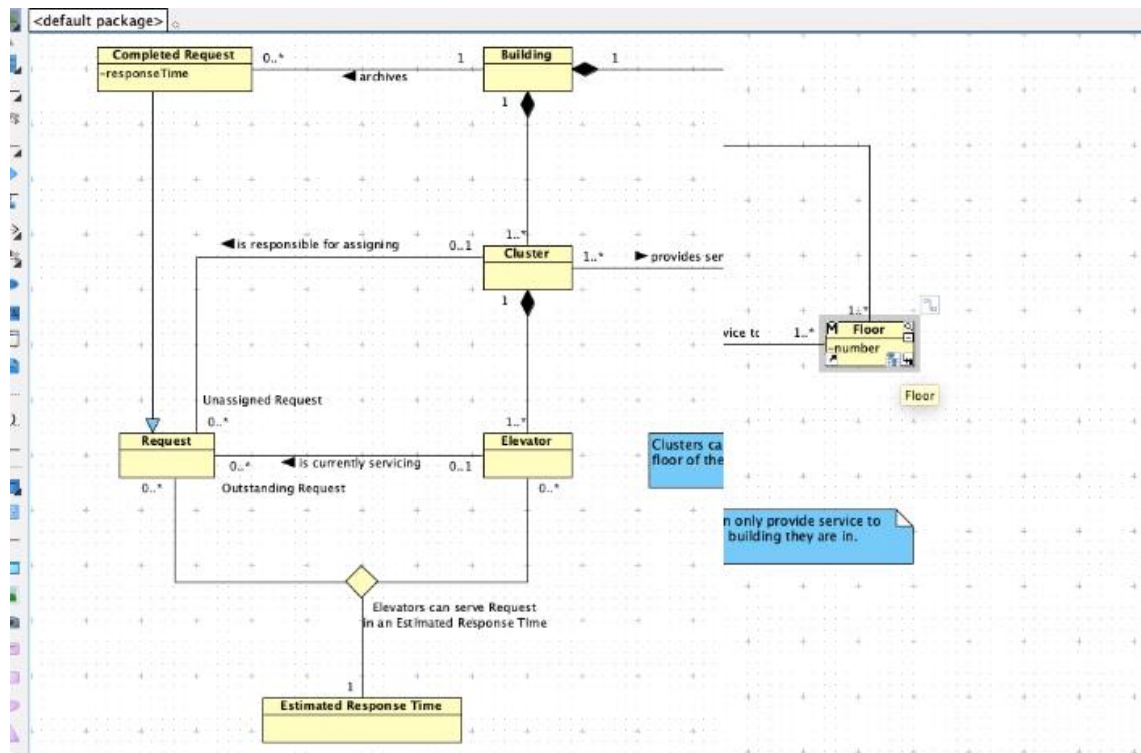 <default package>
Completed Request
-responseTime
0..*
1
Building
1
archives
1
1..*
is responsible for assigning
0..1
Cluster
1..*
provides ser
1
1..*
vice to
1..*
M Floor
-number
Floor
Unassigned Request
0..*
1..*
Request
Elevator
0..*
is currently servicing
0..1
0..*
Outstanding Request
0..*
Clusters ca
floor of the
n only provide service to
building they are in.
Elevators can serve Request
in an Estimated Response Time
1
Estimated Response Time